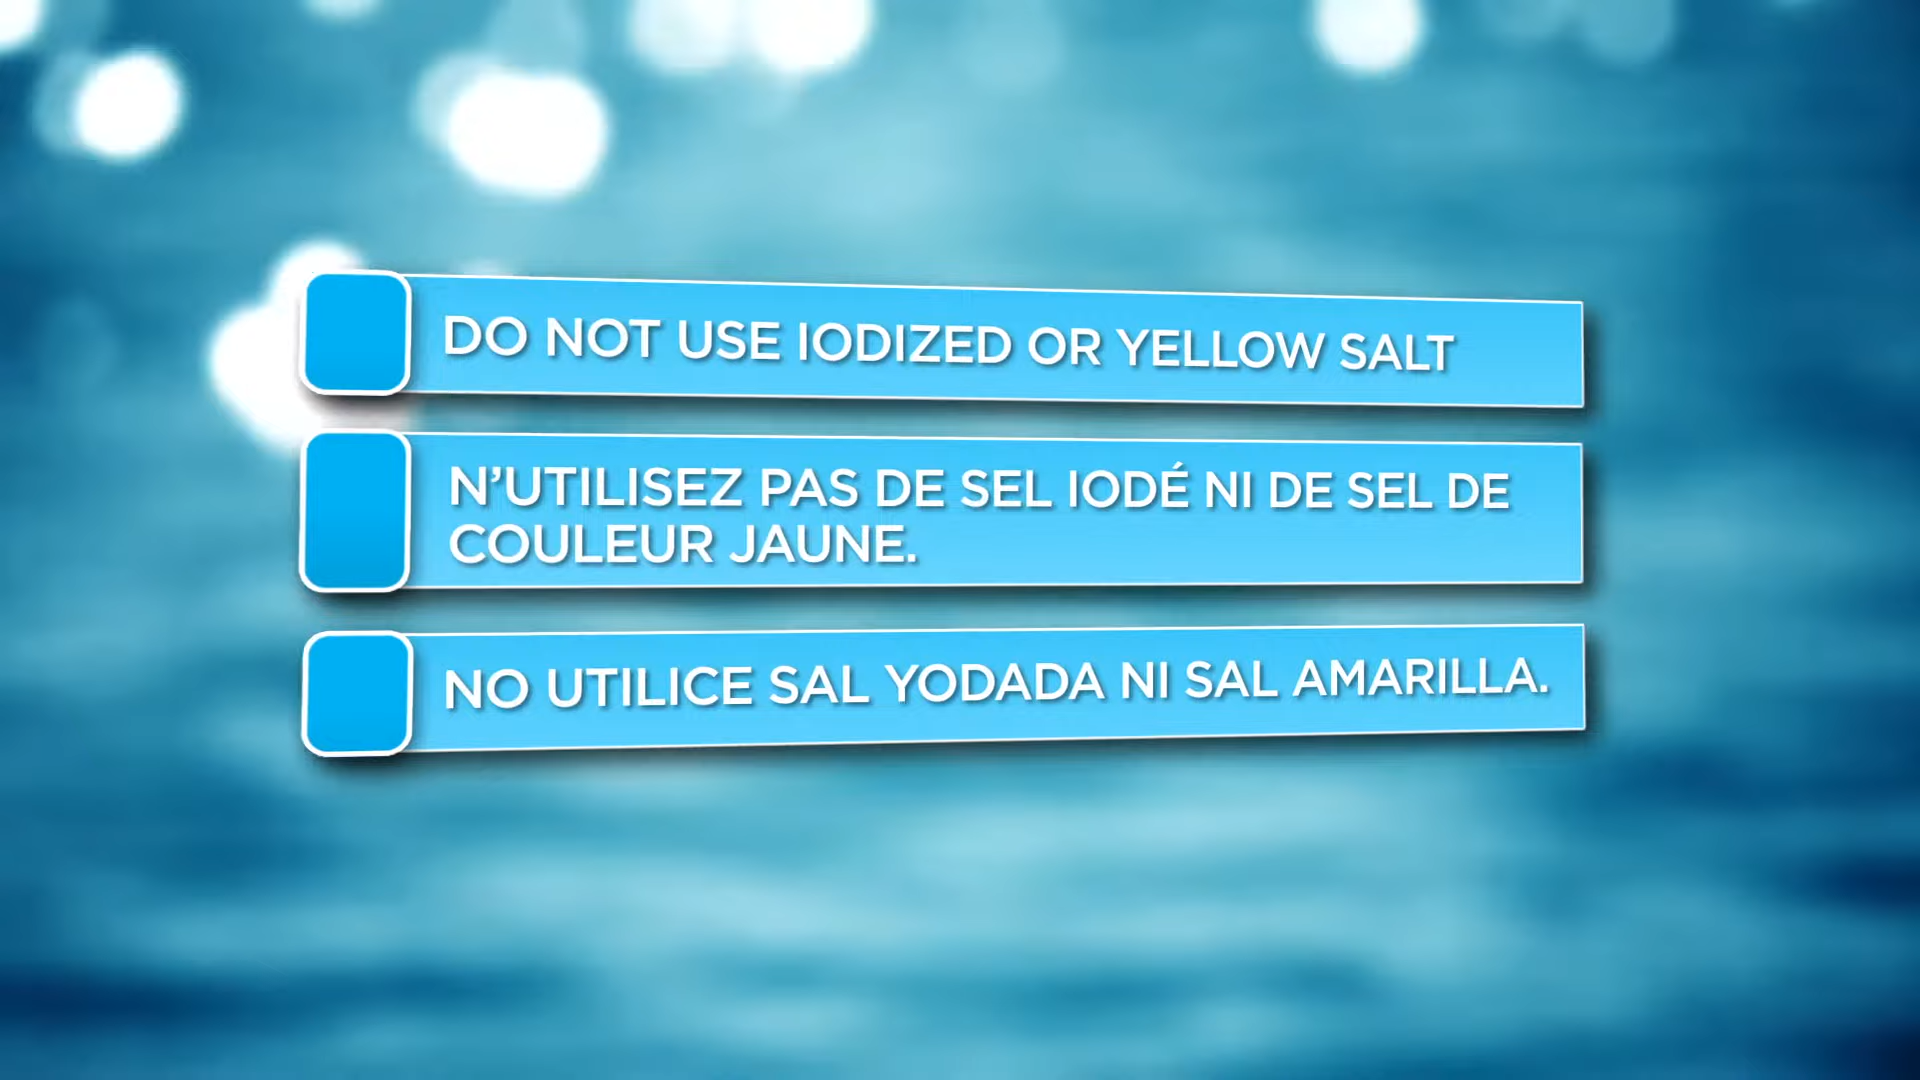 DO NOT USE IODIZED OR YELLOW SALT
N’UTILISEZ PAS DE SEL IODÉ NI DE SEL DE
COULEUR JAUNE.
NO UTILICE SAL YODADA NI SAL AMARILLA.